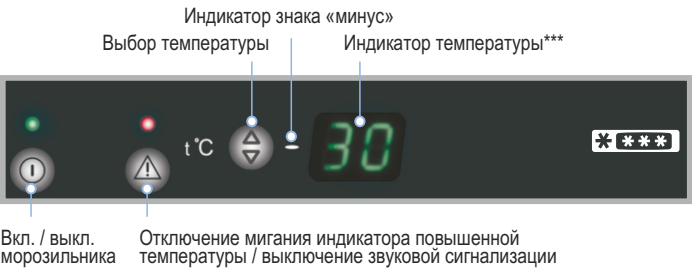 Индикатор знака «минус»
Выбор температуры
Индикатор температуры***
t°C
30
Вкл. / выкл.
морозильника
Отключение мигания индикатора повышенной
температуры / выключение звуковой сигнализации